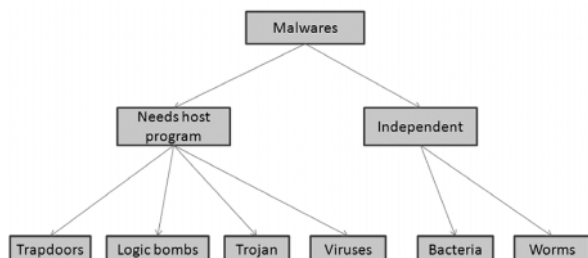 Malwares
Needs host
program
Independent
Trapdoors
Logic bombs
Trojan
Viruses
Bacteria
Worms